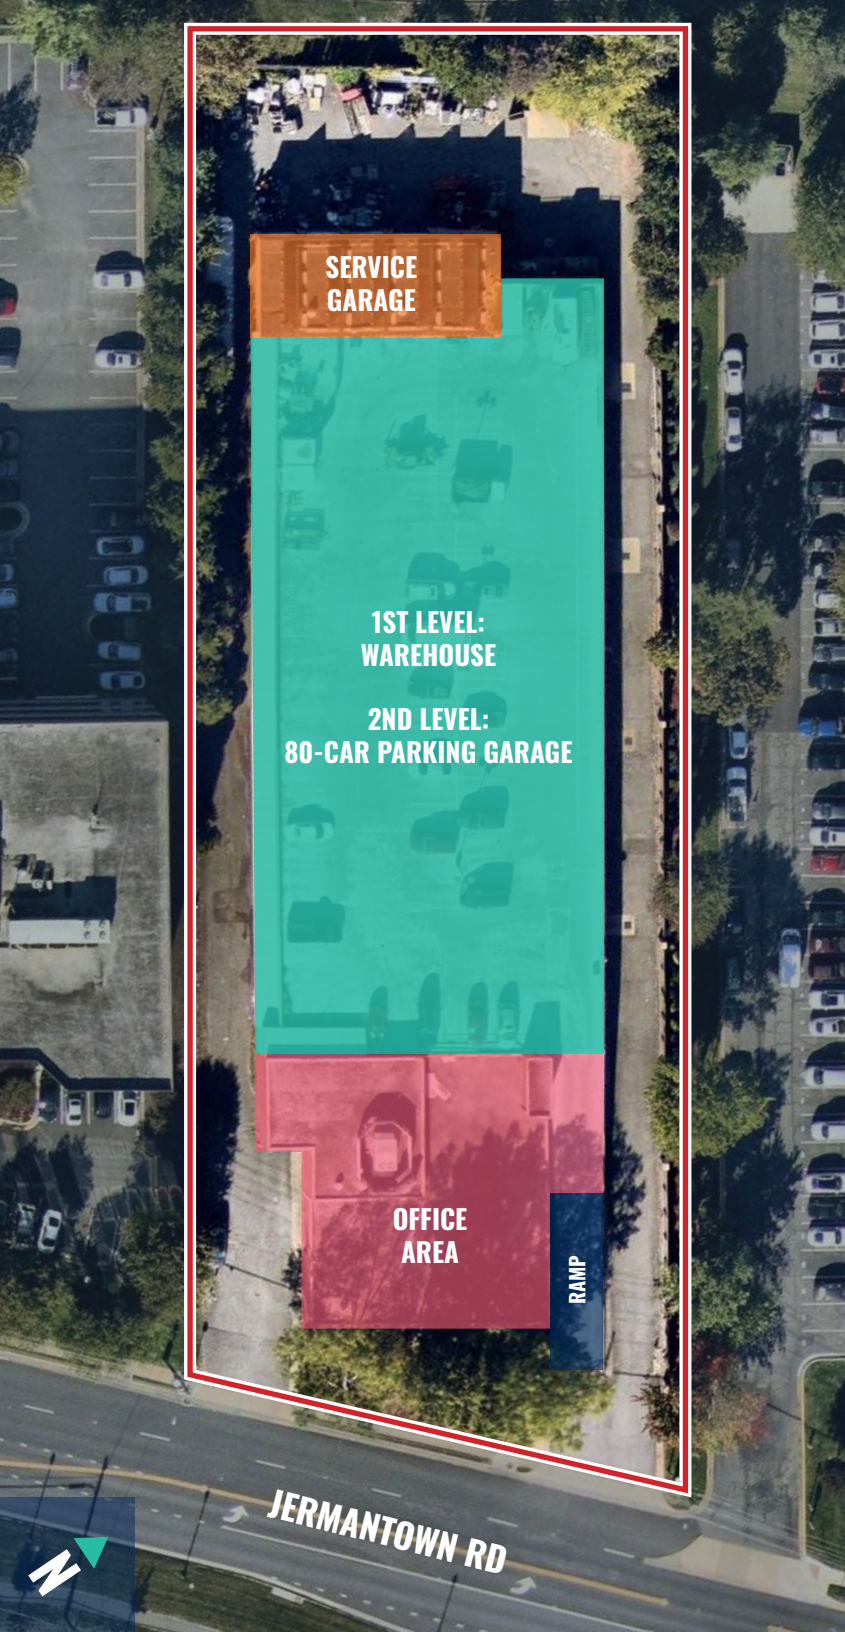 SERVICE
GARAGE
1ST LEVEL:
WAREHOUSE
2ND LEVEL:
80-CAR PARKING GARAGE
OFFICE
AREA
RAMP
JERMANTOWN RD
N